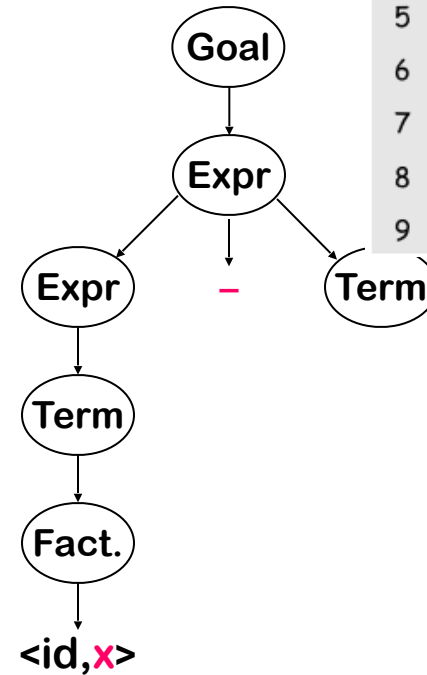 Goal
5
6
7
8
9
Expr
Expr – Term
Term
Fact.
<id,x>